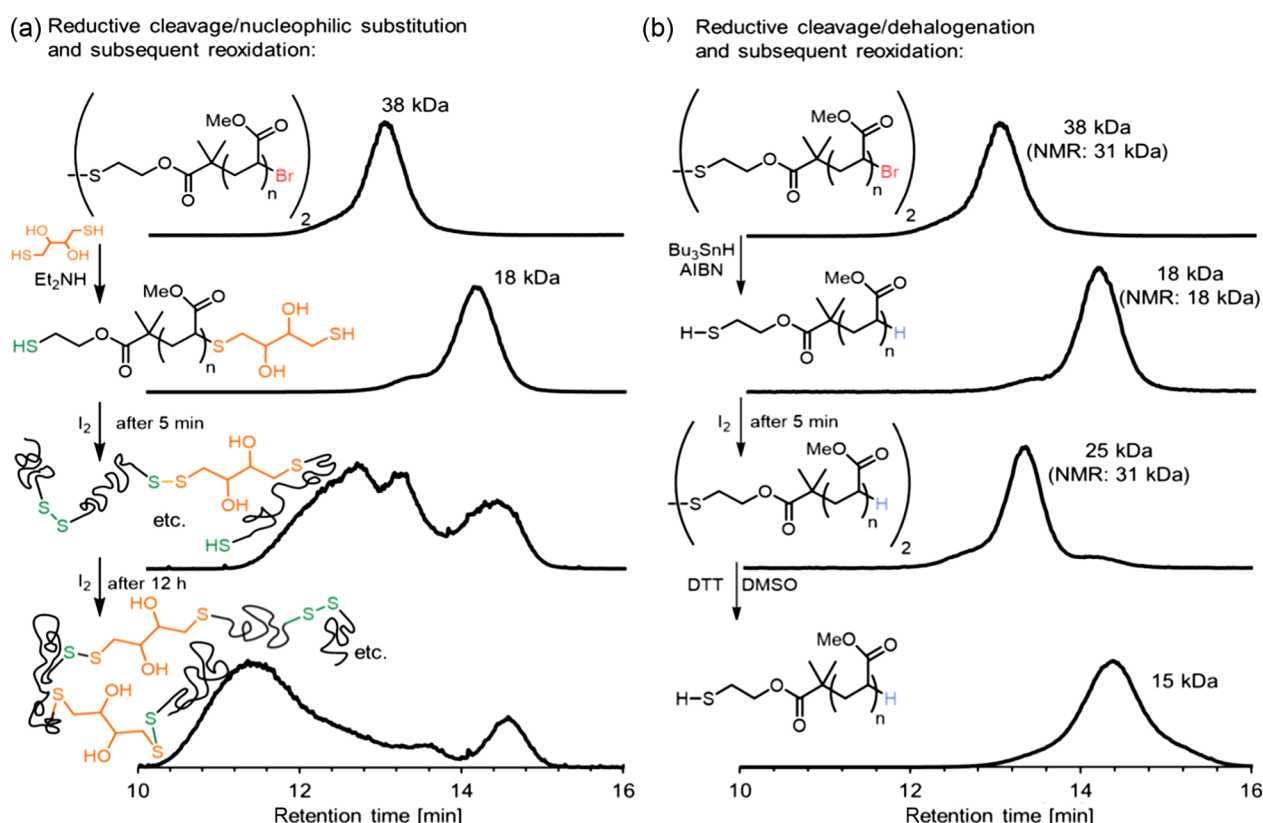 (a) Reductive cleavage/nucleophilic substitution
and subsequent reoxidation:
38 kDa
MeO
O
S
O
O
Br
n
2
HO
SH
HS
OH
Et₂NH
18 kDa
MeO
O
HS
O
O
n
S
OH
SH
OH
I₂ after 5 min
HO
S
S–S
OH
S
S
etc.
HS
I₂ after 12 h
HO
S
S–S
S–S
OH
etc.
S
OH
S
HO
S
10 12 14 16
Retention time [min]
(b) Reductive cleavage/dehalogenation
and subsequent reoxidation:
38 kDa
(NMR: 31 kDa)
MeO
O
S
O
O
Br
n
2
Bu₃SnH
AIBN
18 kDa
(NMR: 18 kDa)
MeO
O
H–S
O
O
H
n
I₂ after 5 min
25 kDa
(NMR: 31 kDa)
MeO
O
S
O
O
H
n
2
DTT DMSO
MeO
O
H–S
O
O
H
n
15 kDa
10 12 14 16
Retention time [min]